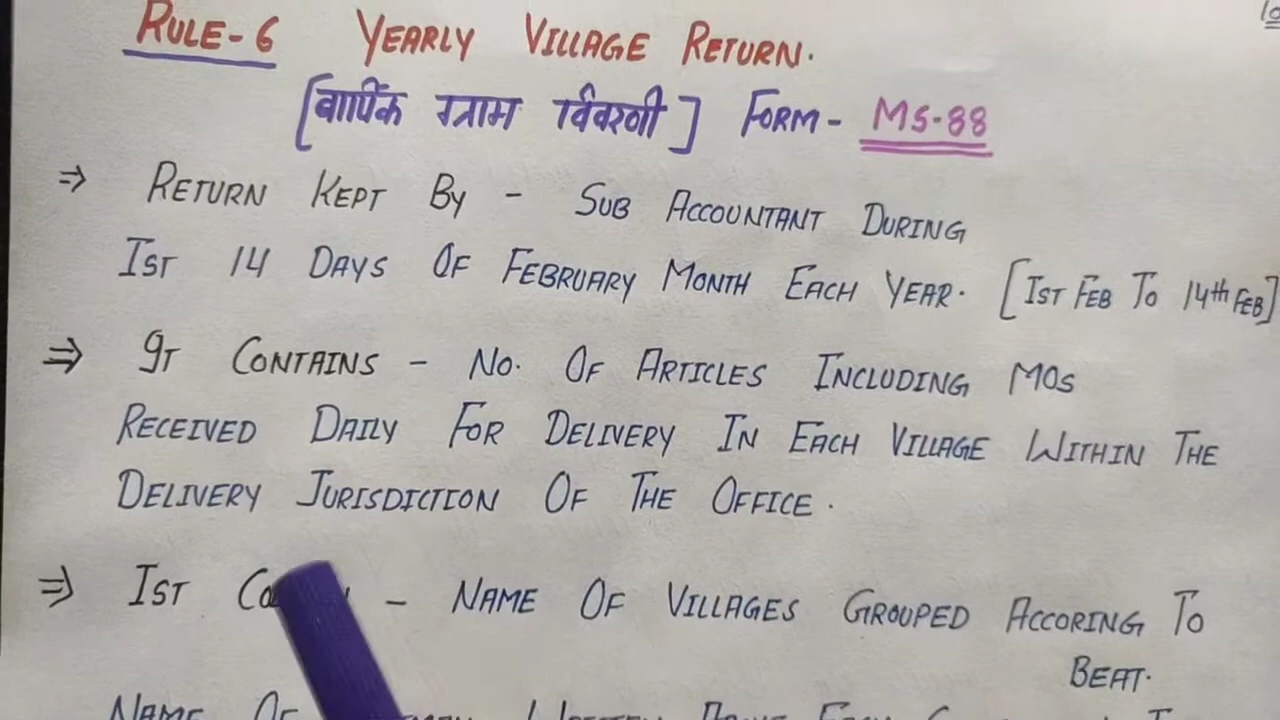 RULE-6 YEARLY VILLAGE RETURN.
[वार्षिक ग्राम विवरणी] FORM- MS-88
⇒ RETURN KEPT BY - SUB ACCOUNTANT DURING
IST 14 DAYS OF FEBRUARY MONTH EACH YEAR. [IST FEB TO 14th FEB]
⇒ IT CONTAINS - NO. OF ARTICLES INCLUDING MOs
RECEIVED DAILY FOR DELIVERY IN EACH VILLAGE WITHIN THE
DELIVERY JURISDICTION OF THE OFFICE.
⇒ IST - NAME OF VILLAGES GROUPED ACCORING TO
BEAT.
NAME OF